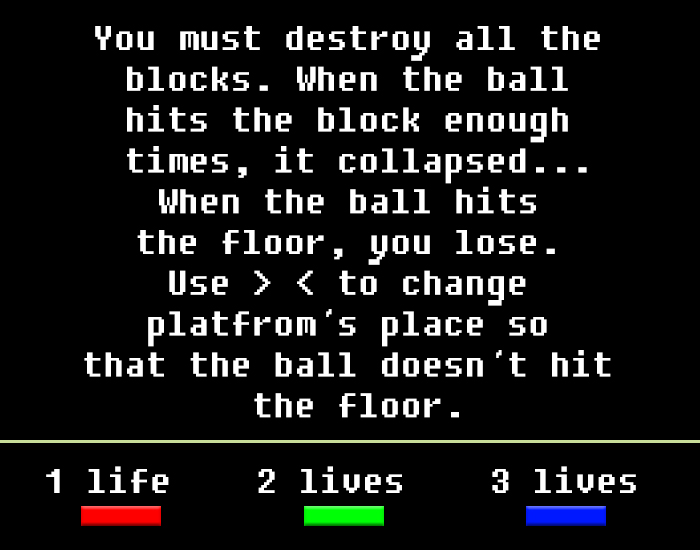 You must destroy all the
blocks. When the ball
hits the block enough
times, it collapsed...
When the ball hits
the floor, you lose.
Use > < to change
platfrom's place so
that the ball doesn't hit
the floor.
1 life 2 lives 3 lives